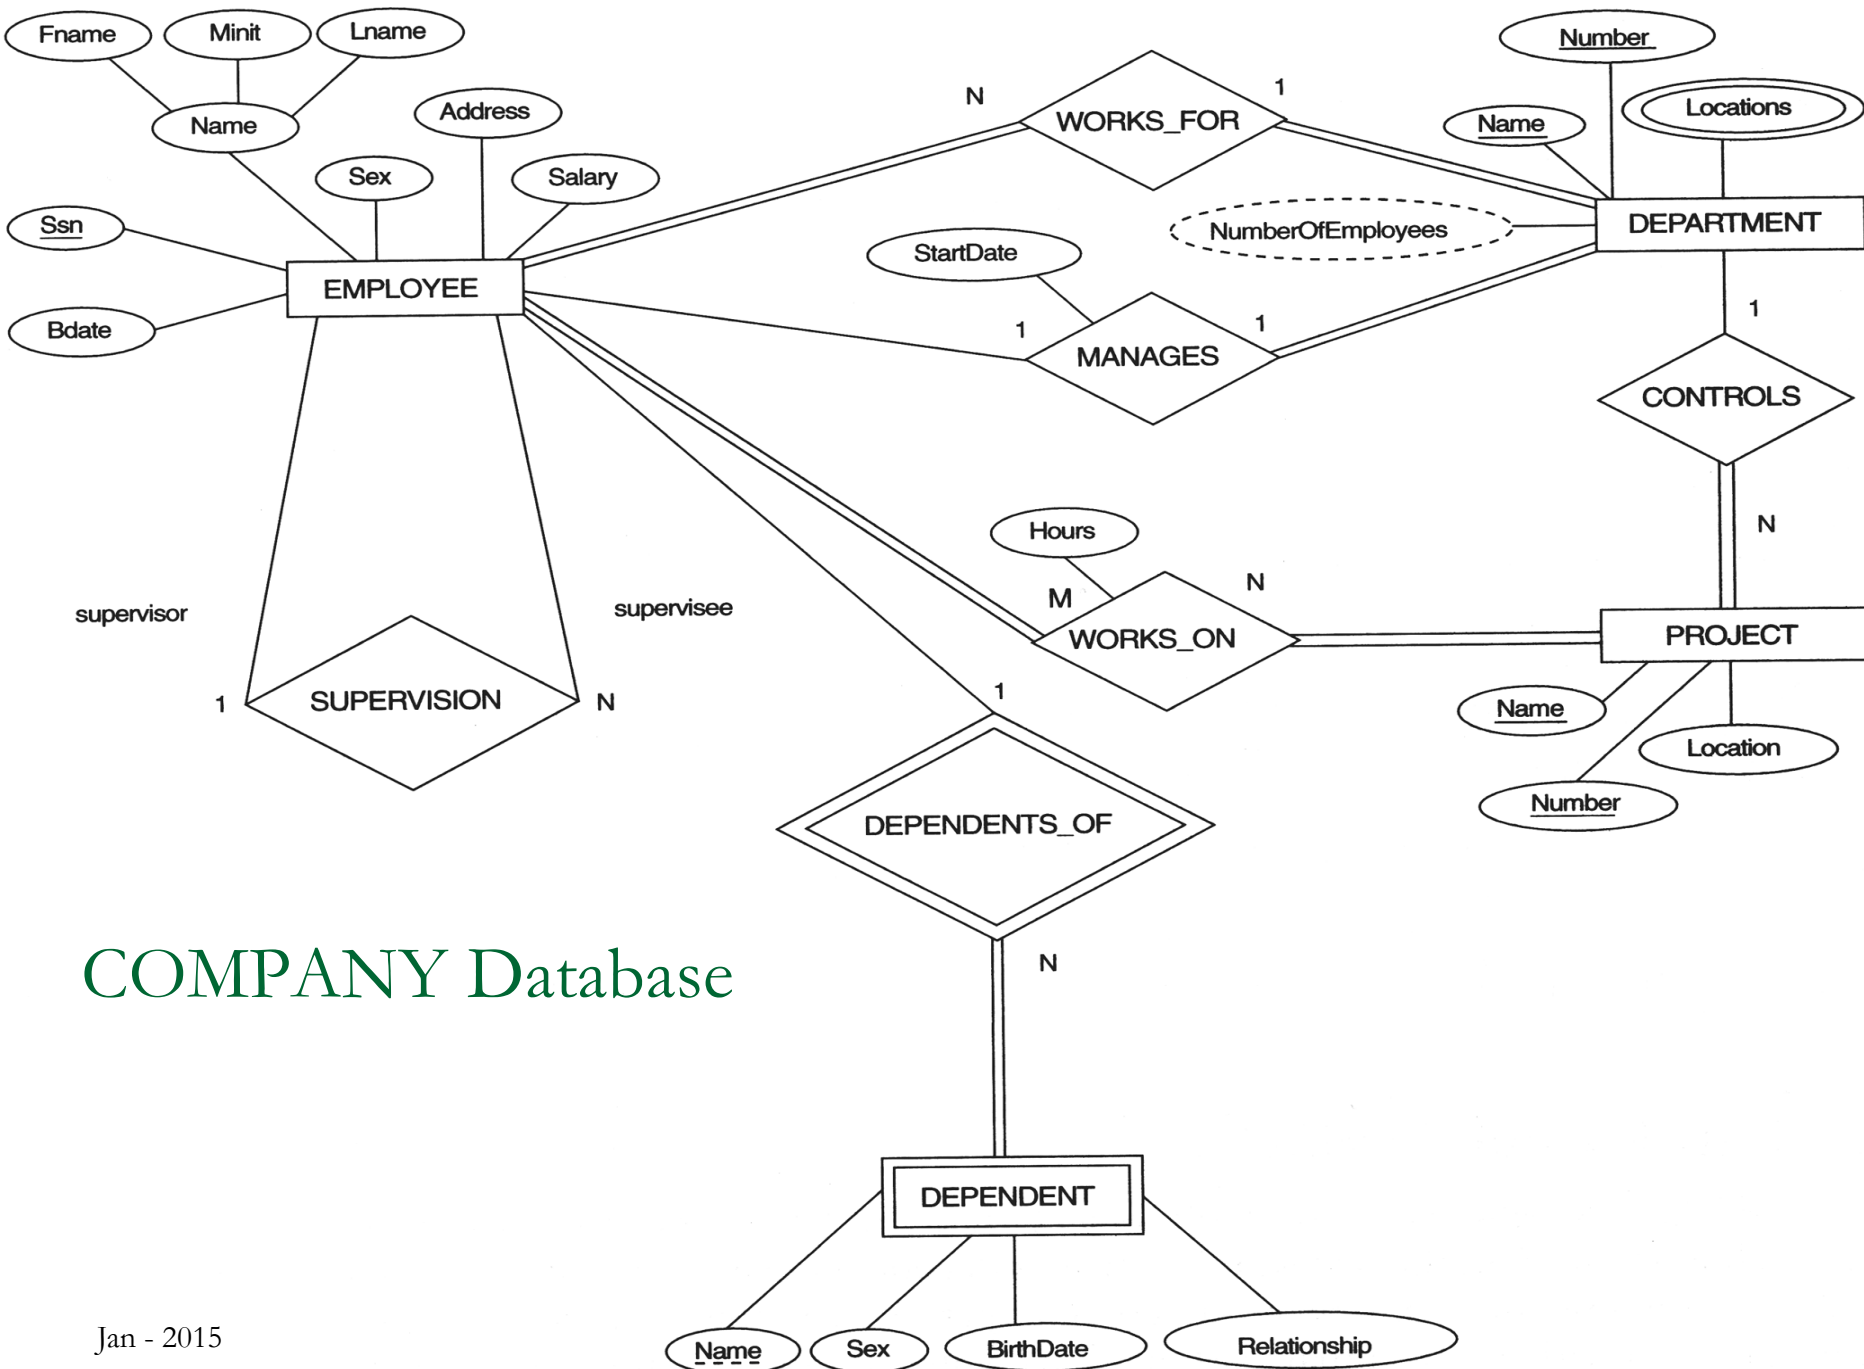 Fname
Minit
Lname
Number
Name
Address
N
WORKS_FOR
1
Name
Locations
Sex
Salary
Ssn
NumberOfEmployees
DEPARTMENT
StartDate
EMPLOYEE
Bdate
1
MANAGES
1
1
CONTROLS
N
Hours
M
N
supervisor
supervisee
WORKS_ON
PROJECT
1
SUPERVISION
N
1
Name
Location
Number
DEPENDENTS_OF
COMPANY Database
N
DEPENDENT
Jan - 2015
Name
Sex
BirthDate
Relationship